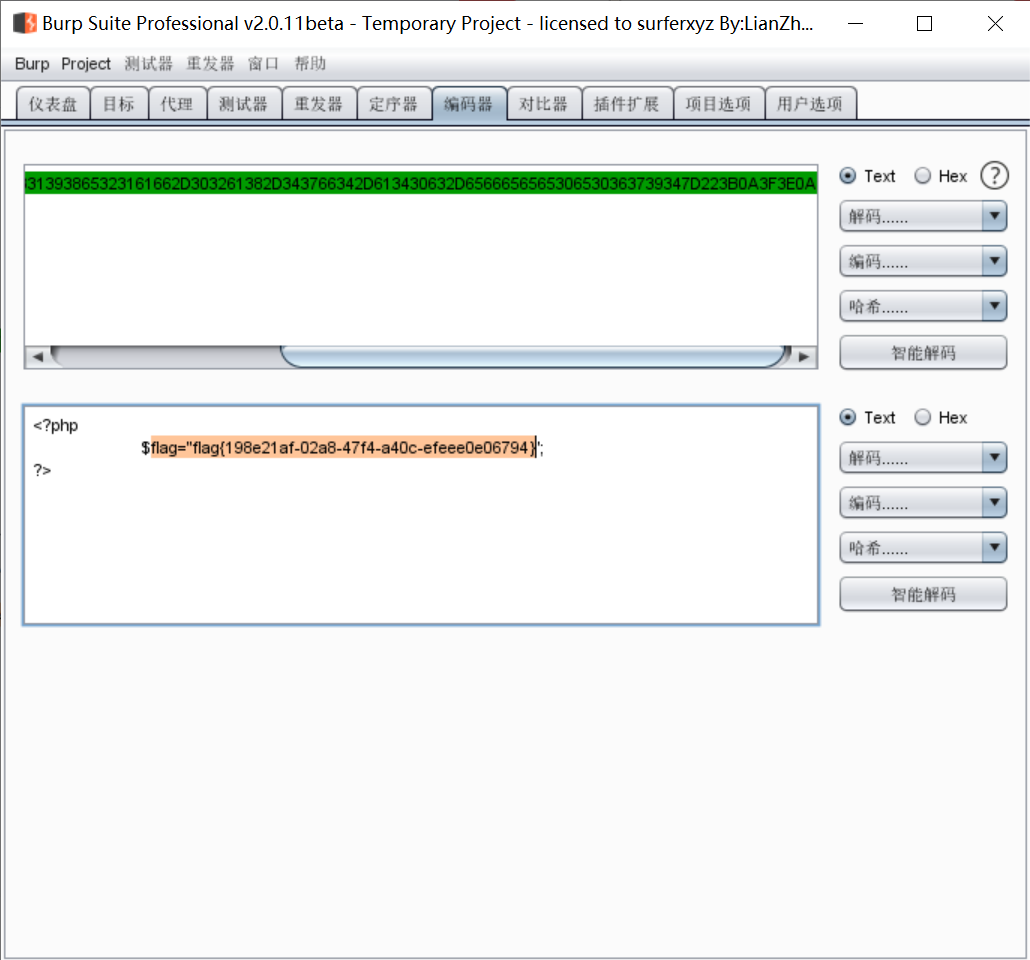 Burp Suite Professional v2.0.11beta - Temporary Project - licensed to surferxyz By:LianZh...
Burp Project 测试器 重发器 窗口 帮助
仪表盘 目标 代理 测试器 重发器 定序器 编码器 对比器 插件扩展 项目选项 用户选项
3139386532316161662D303261382D343766342D613430632D6566656565306530363739347D223B0A3F3E0A
Text Hex ?
解码......
编码......
哈希......
智能解码
<?php
$flag="flag{198e21af-02a8-47f4-a40c-efeee0e06794}";
?>
Text Hex
解码......
编码......
哈希......
智能解码